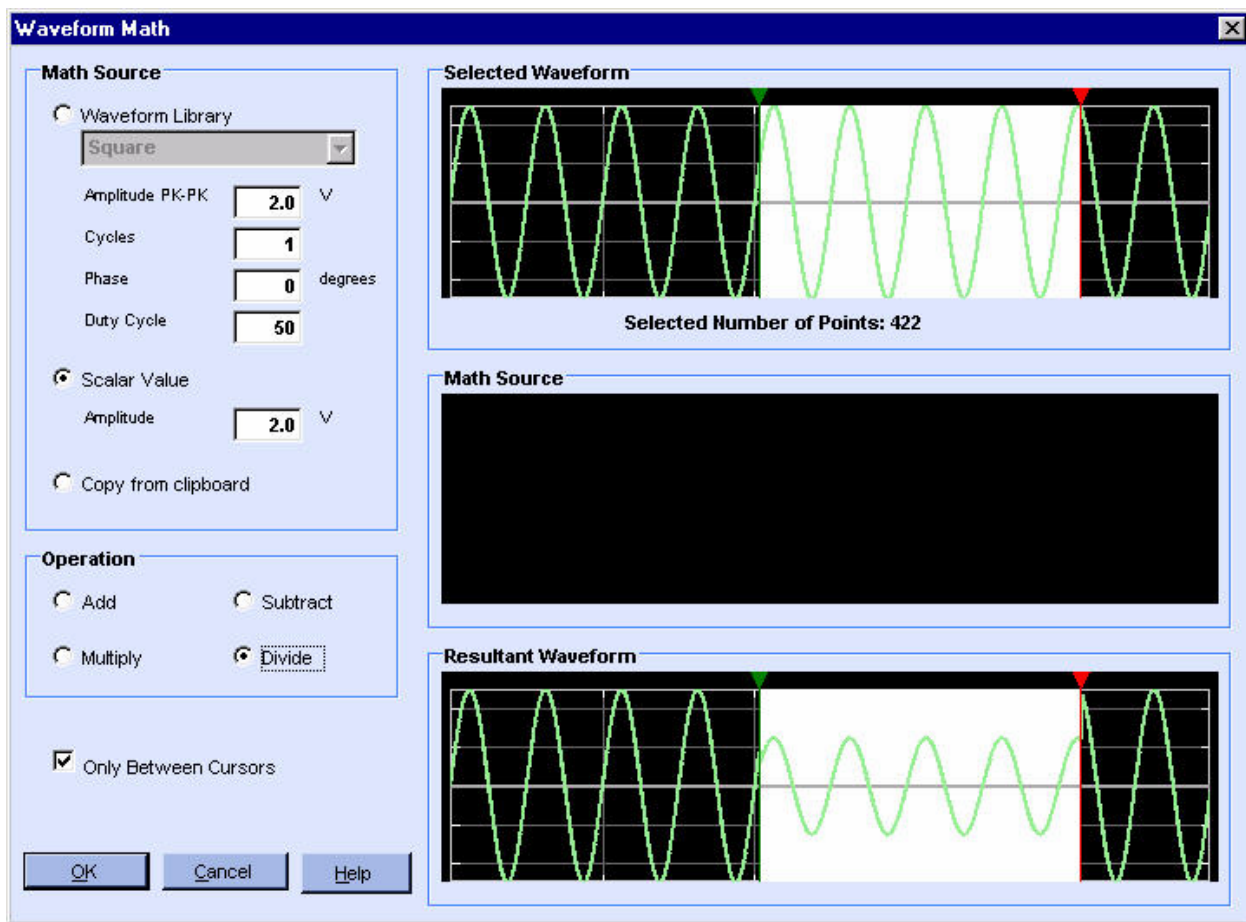 Waveform Math
Math Source
Waveform Library
Square
Amplitude PK-PK 2.0 V
Cycles 1
Phase 0 degrees
Duty Cycle 50
Scalar Value
Amplitude 2.0 V
Copy from clipboard
Operation
Add Subtract
Multiply Divide
Only Between Cursors
OK Cancel Help
Selected Waveform
Selected Number of Points: 422
Math Source
Resultant Waveform